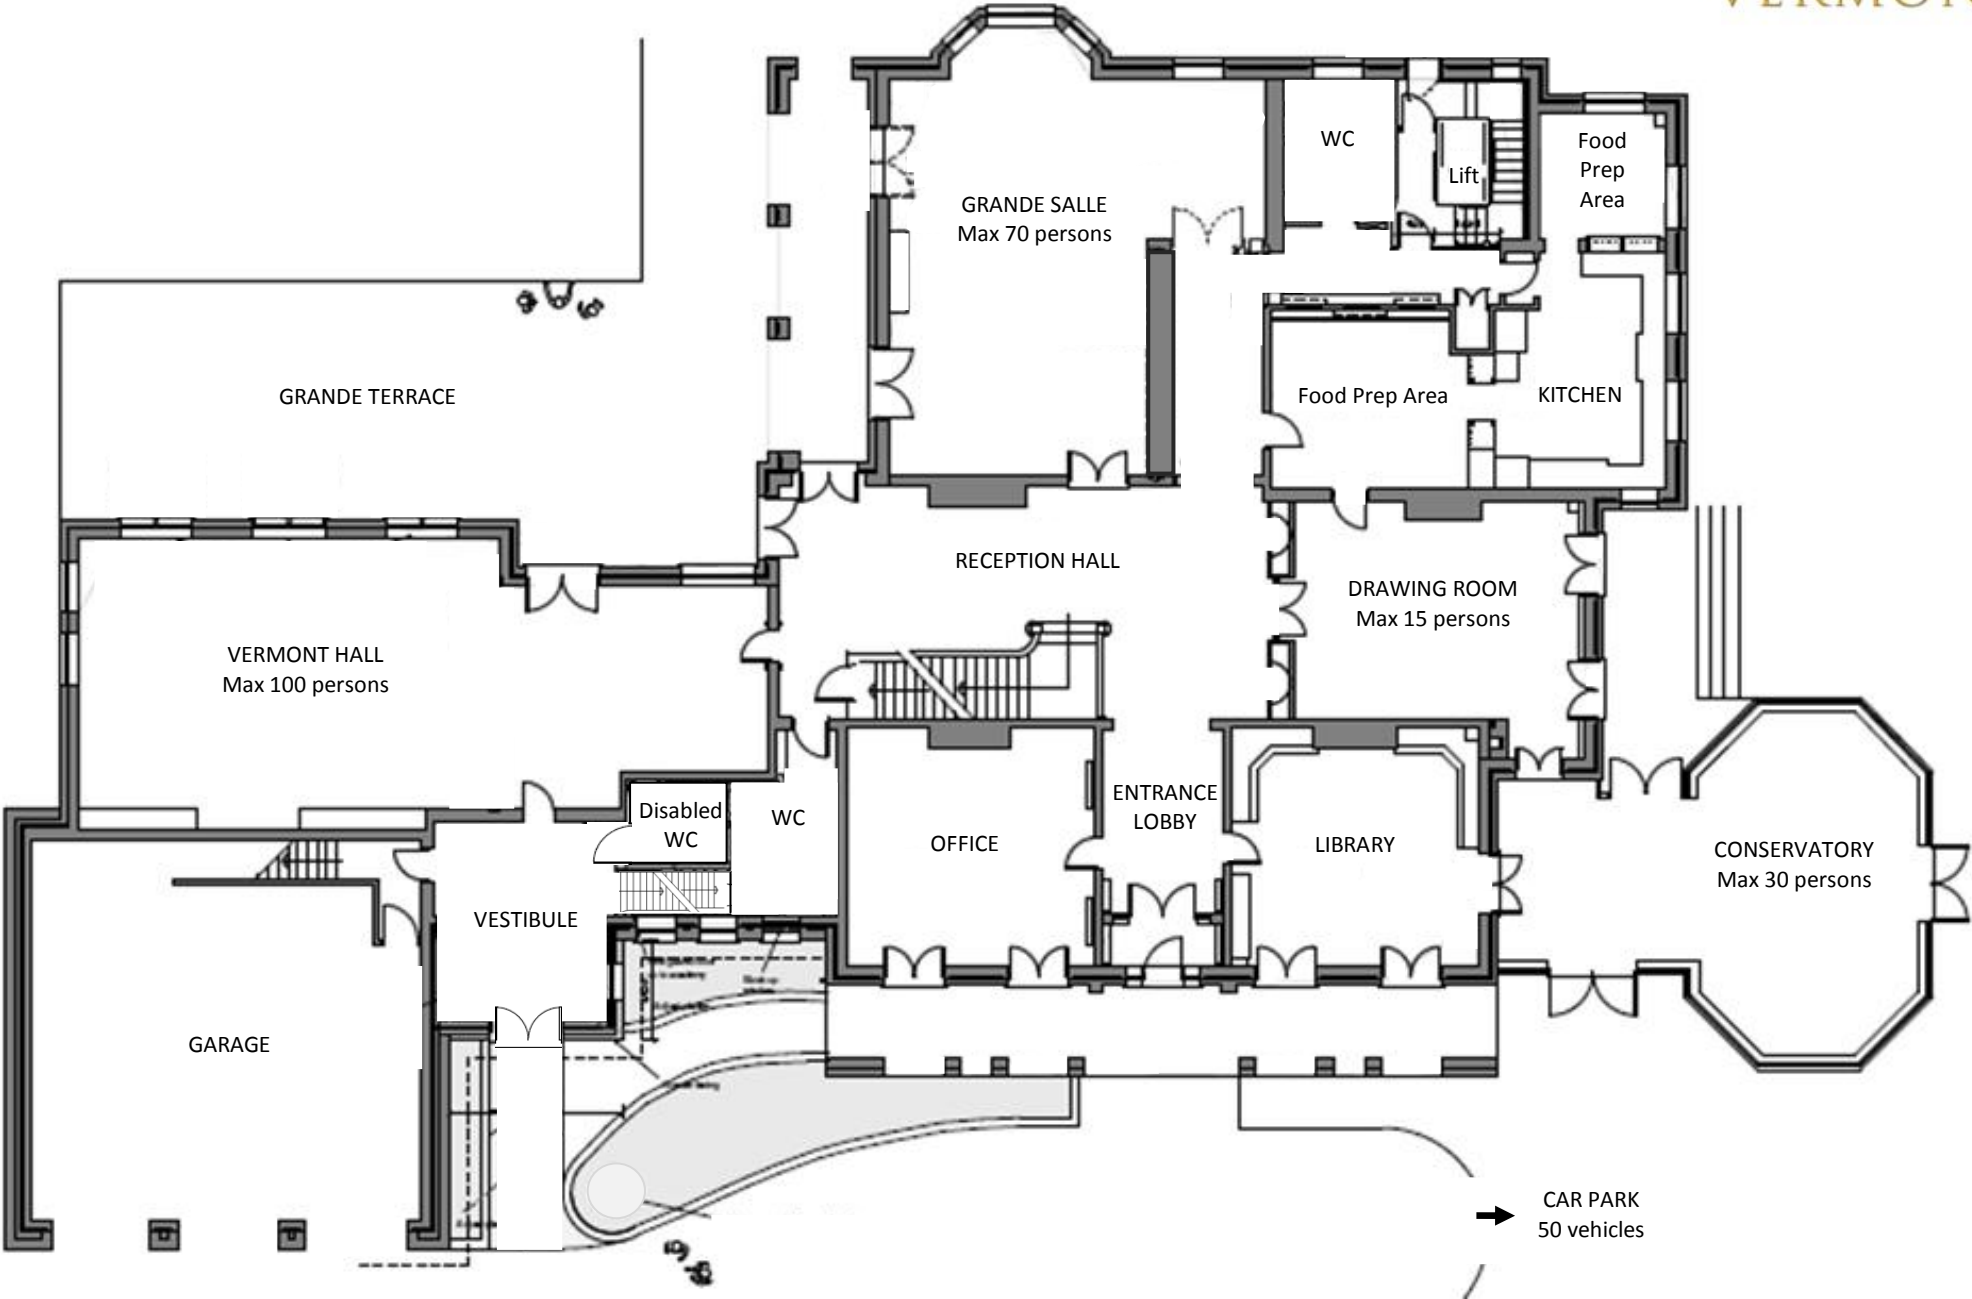 WC
Food
Prep
Area
Lift
GRANDE SALLE
Max 70 persons
GRANDE TERRACE
Food Prep Area
KITCHEN
RECEPTION HALL
DRAWING ROOM
Max 15 persons
VERMONT HALL
Max 100 persons
Disabled
WC
WC
ENTRANCE
LOBBY
OFFICE
LIBRARY
CONSERVATORY
Max 30 persons
VESTIBULE
GARAGE
CAR PARK
50 vehicles